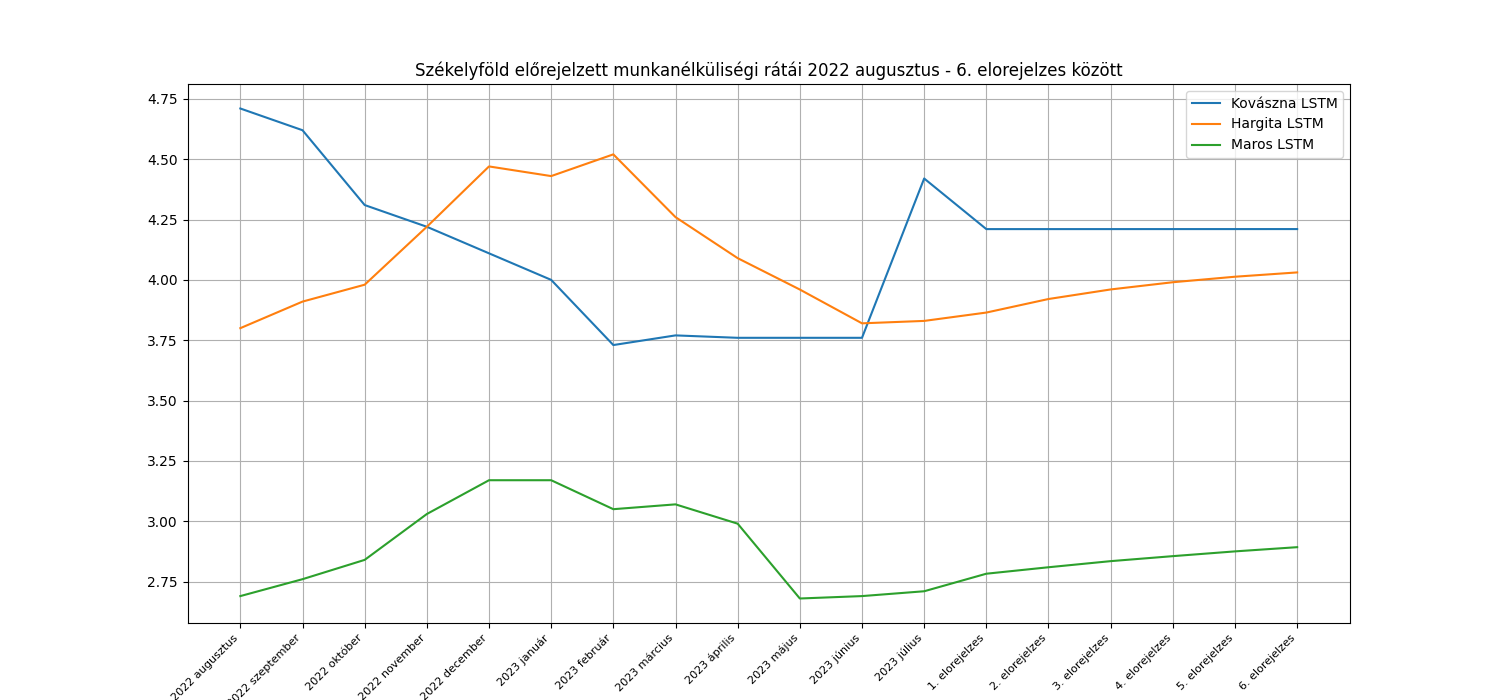 Székelyföld előrejelzett munkanélküliségi rátái 2022 augusztus - 6. elorejelzes között
4.75
4.50
4.25
4.00
3.75
3.50
3.25
3.00
2.75
Kovászna LSTM
Hargita LSTM
Maros LSTM
2022 augusztus
2022 szeptember
2022 október
2022 november
2022 december
2023 január
2023 február
2023 március
2023 április
2023 május
2023 június
2023 július
1. elorejelzes
2. elorejelzes
3. elorejelzes
4. elorejelzes
5. elorejelzes
6. elorejelzes